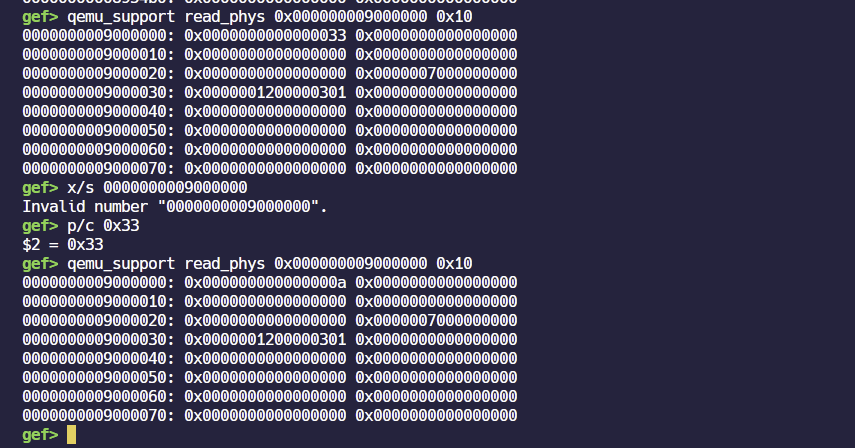 gef> qemu_support read_phys 0x000000009000000 0x10
0000000009000000: 0x0000000000000033 0x0000000000000000
0000000009000010: 0x0000000000000000 0x0000000000000000
0000000009000020: 0x0000000000000000 0x0000007000000000
0000000009000030: 0x0000001200000301 0x0000000000000000
0000000009000040: 0x0000000000000000 0x0000000000000000
0000000009000050: 0x0000000000000000 0x0000000000000000
0000000009000060: 0x0000000000000000 0x0000000000000000
0000000009000070: 0x0000000000000000 0x0000000000000000
gef> x/s 0000000009000000
Invalid number "0000000009000000".
gef> p/c 0x33
$2 = 0x33
gef> qemu_support read_phys 0x000000009000000 0x10
0000000009000000: 0x000000000000000a 0x0000000000000000
0000000009000010: 0x0000000000000000 0x0000000000000000
0000000009000020: 0x0000000000000000 0x0000007000000000
0000000009000030: 0x0000001200000301 0x0000000000000000
0000000009000040: 0x0000000000000000 0x0000000000000000
0000000009000050: 0x0000000000000000 0x0000000000000000
0000000009000060: 0x0000000000000000 0x0000000000000000
0000000009000070: 0x0000000000000000 0x0000000000000000
gef>